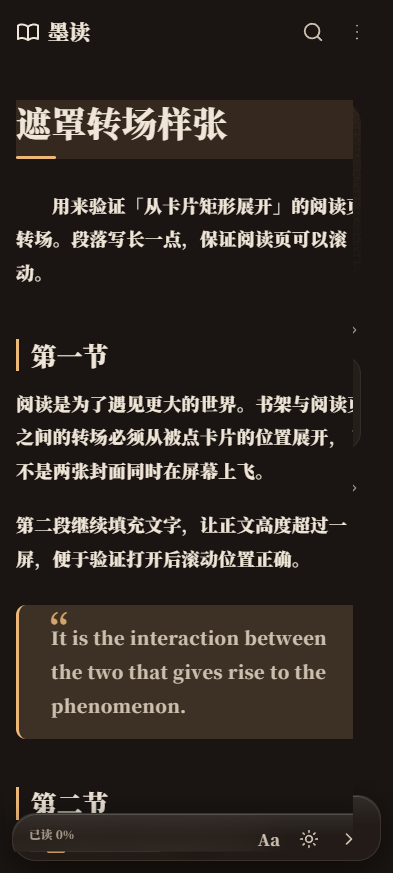 墨读
遮罩转场样张
用来验证「从卡片矩形展开」的阅读页
转场。段落写长一点，保证阅读页可以滚
动。
第一节
阅读是为了遇见更大的世界。书架与阅读页
之间的转场必须从被点卡片的位置展开，
不是两张封面同时在屏幕上飞。
第二段继续填充文字，让正文高度超过一
屏，便于验证打开后滚动位置正确。
“
It is the interaction between
the two that gives rise to the
phenomenon.
第二节
已读 0%
Aa